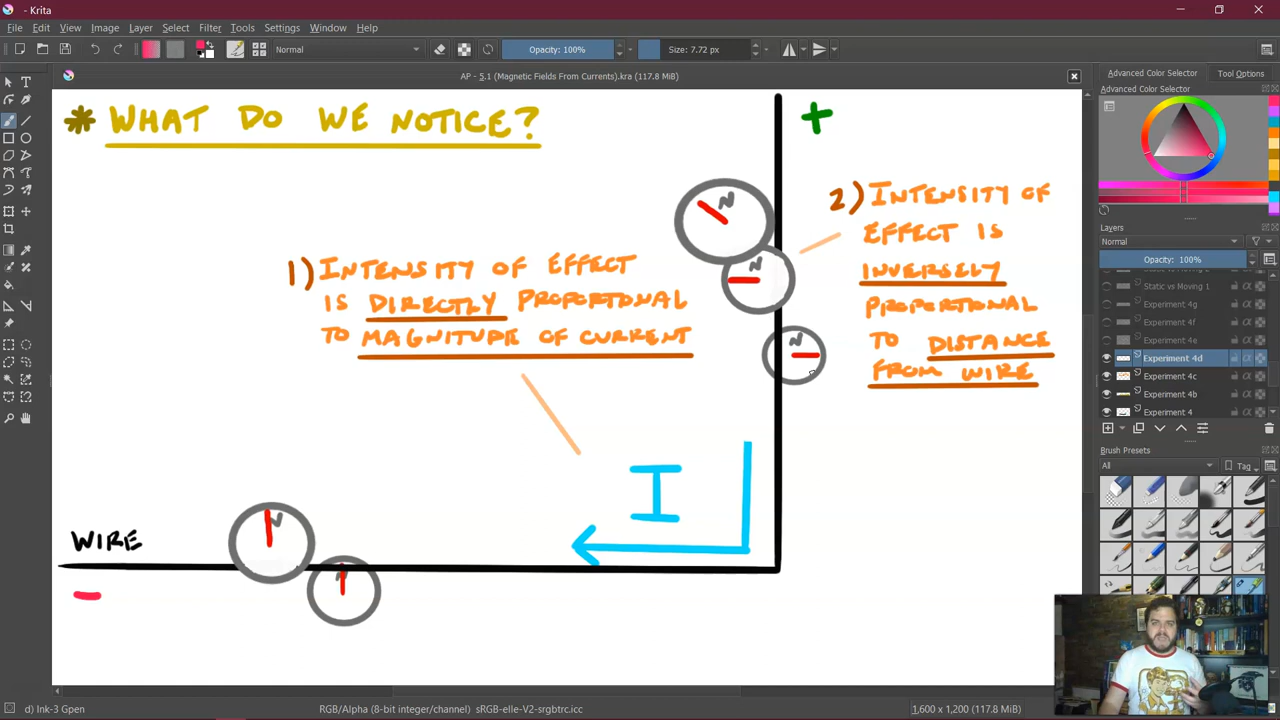 - Krita
File Edit View Image Layer Select Filter Tools Settings Window Help
Normal Opacity: 100% Size: 7.72 px
AP - 5.1 (Magnetic Fields From Currents).kra (117.8 MiB)
Advanced Color Selector Tool Options
Advanced Color Selector
* WHAT DO WE NOTICE?
+
N
N
N
1) INTENSITY OF EFFECT
IS DIRECTLY PROPORTIONAL
TO MAGNITUDE OF CURRENT
2) INTENSITY OF
EFFECT IS
INVERSELY
PROPORTIONAL
TO DISTANCE
FROM WIRE
I
WIRE
N
-
Layers
Normal
Opacity: 100%
Static vs Moving 1
Experiment 4g
Experiment 4f
Experiment 4e
Experiment 4d
Experiment 4c
Experiment 4b
Experiment 4
Brush Presets
All Tag
d) Ink-3 Gpen
RGB/Alpha (8-bit integer/channel) sRGB-elle-V2-srgbtrc.icc
1,600 x 1,200 (117.8 MiB)